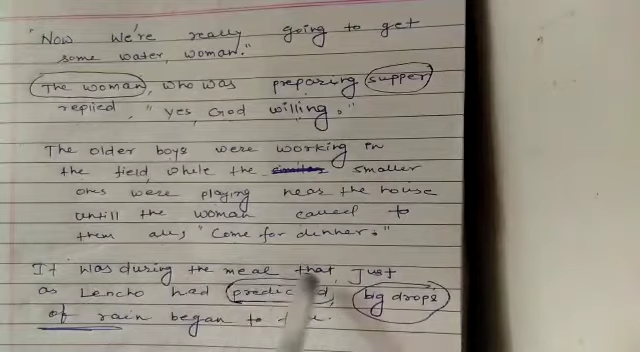 "Now we're really going to get
some water, woman."
The woman, who was preparing supper
replied, "yes, God willing."
The older boys were working in
the field, while the smaller
ones were playing near the house
untill the woman called to
them all, "Come for dinner."
It was during the meal that, Just
as Lencho had predicted, big drops
of rain began to